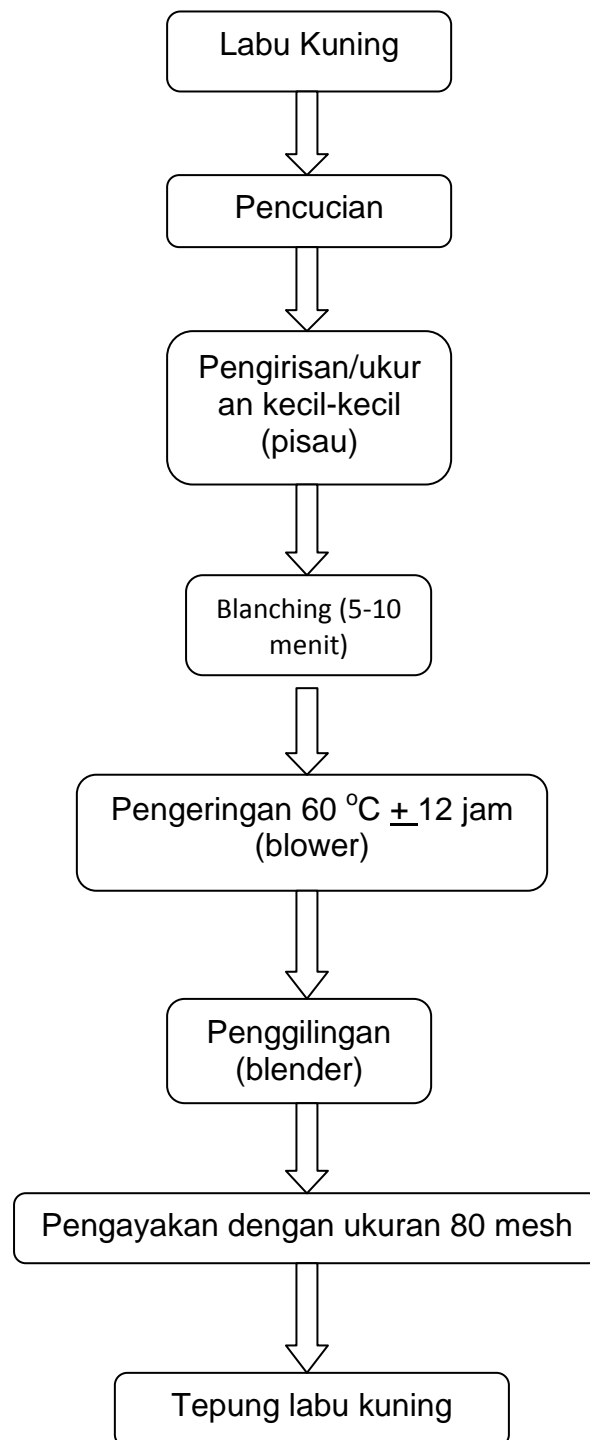 Labu Kuning
Pencucian
Pengirisan/ukur
an kecil-kecil
(pisau)
Blanching (5-10
menit)
Pengeringan 60 °C + 12 jam
(blower)
Penggilingan
(blender)
Pengayakan dengan ukuran 80 mesh
Tepung labu kuning